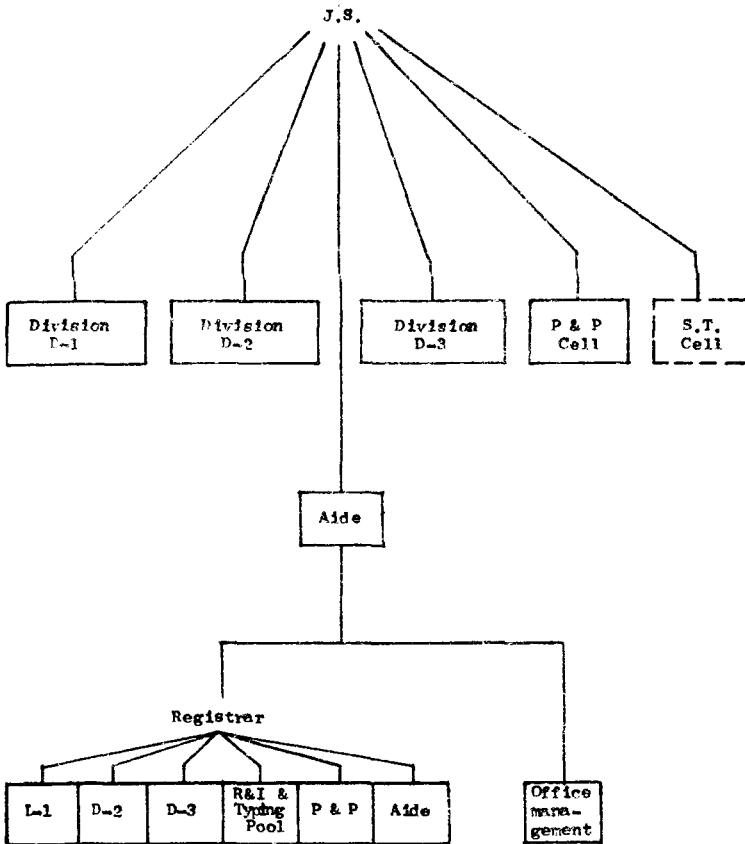 J.S.
Division
D-1
Division
D-2
Division
D-3
P & P
Cell
S.T.
Cell
Aide
Registrar
L-1
D-2
D-3
R&I &
Typing
Pool
P & P
Aide
Office
mana-
gement